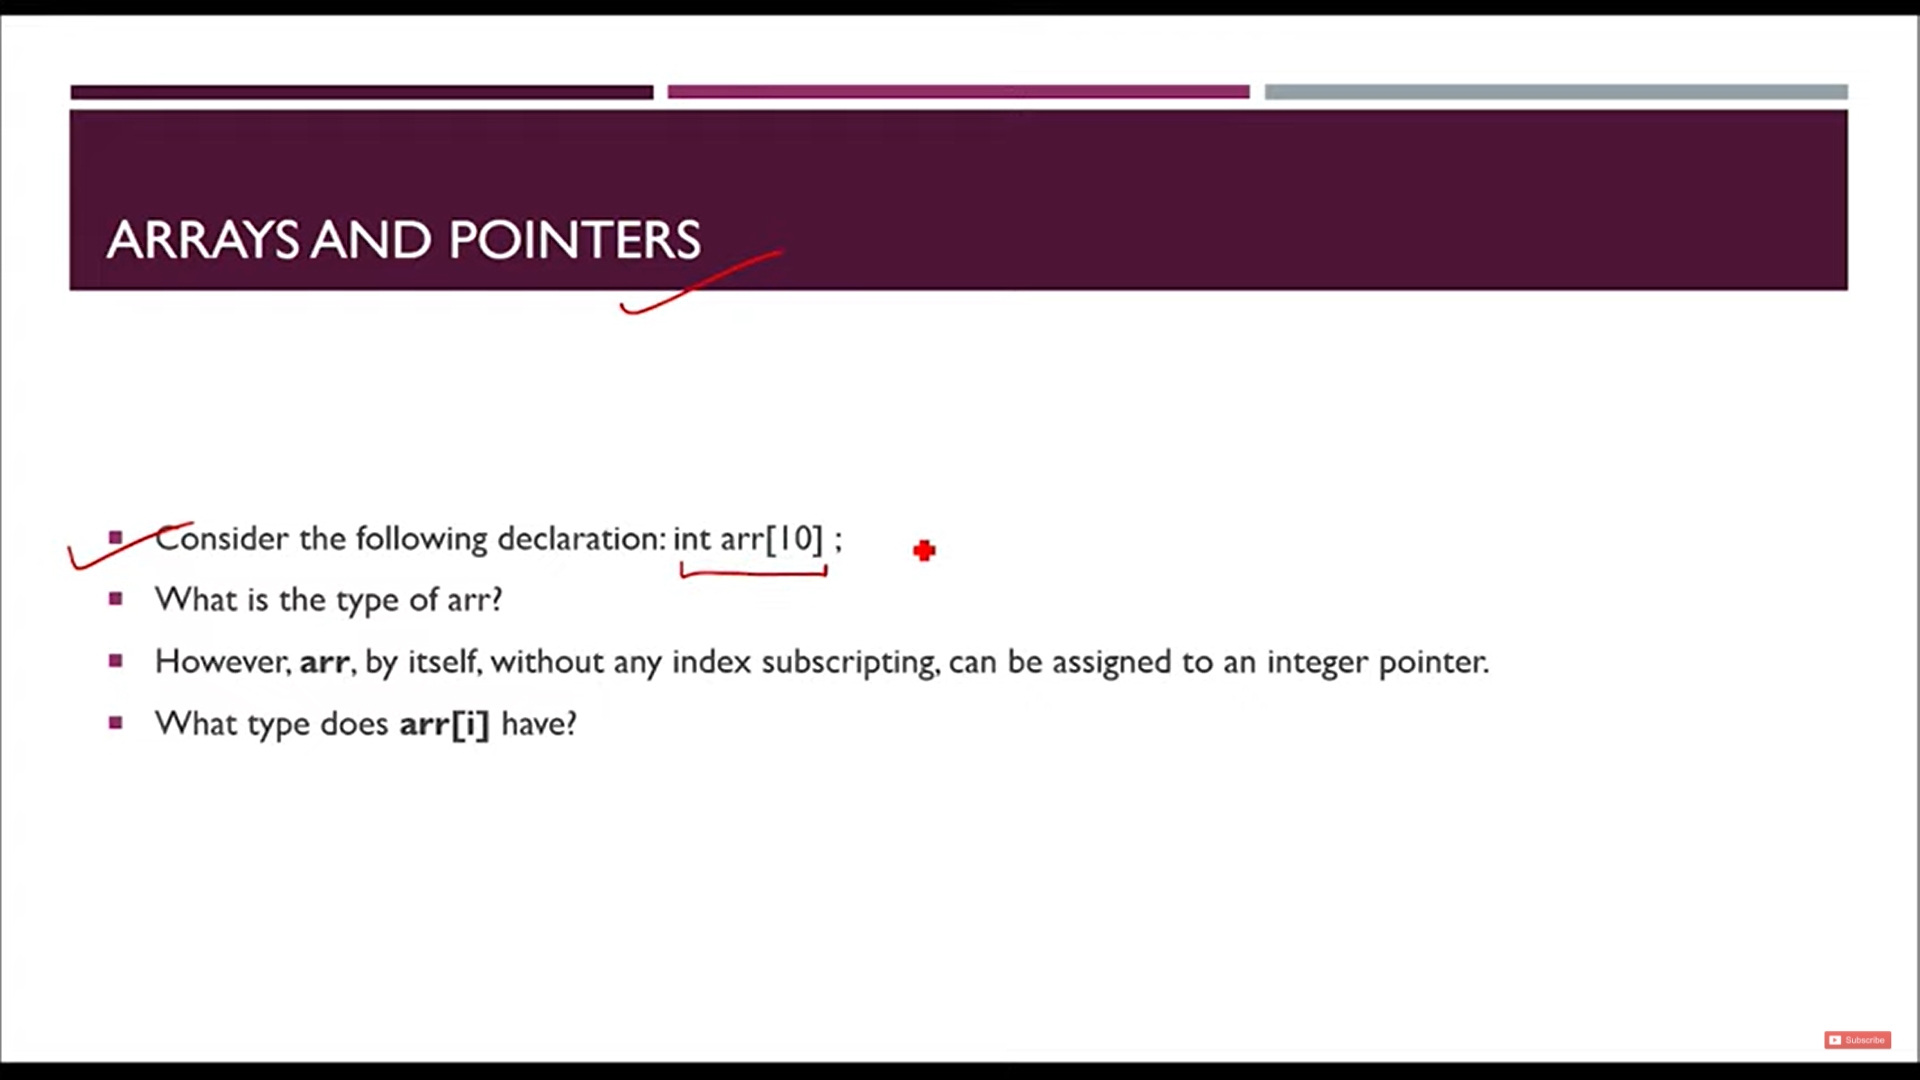 ARRAYS AND POINTERS
Consider the following declaration: int arr[10] ;
What is the type of arr?
However, arr, by itself, without any index subscripting, can be assigned to an integer pointer.
What type does arr[i] have?
Subscribe